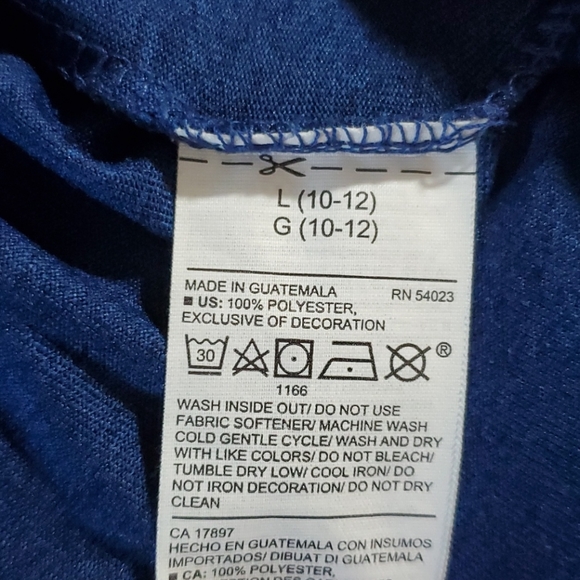 L (10-12)
G (10-12)
MADE IN GUATEMALA RN 54023
■ US: 100% POLYESTER,
EXCLUSIVE OF DECORATION
30 ®
1166
WASH INSIDE OUT/ DO NOT USE
FABRIC SOFTENER/ MACHINE WASH
COLD GENTLE CYCLE/ WASH AND DRY
WITH LIKE COLORS/ DO NOT BLEACH/
TUMBLE DRY LOW/ COOL IRON/ DO
NOT IRON DECORATION/ DO NOT DRY
CLEAN
CA 17897
HECHO EN GUATEMALA CON INSUMOS
IMPORTADOS/ DIBUAT DI GUATEMALA
■ CA: 100% POLYESTER